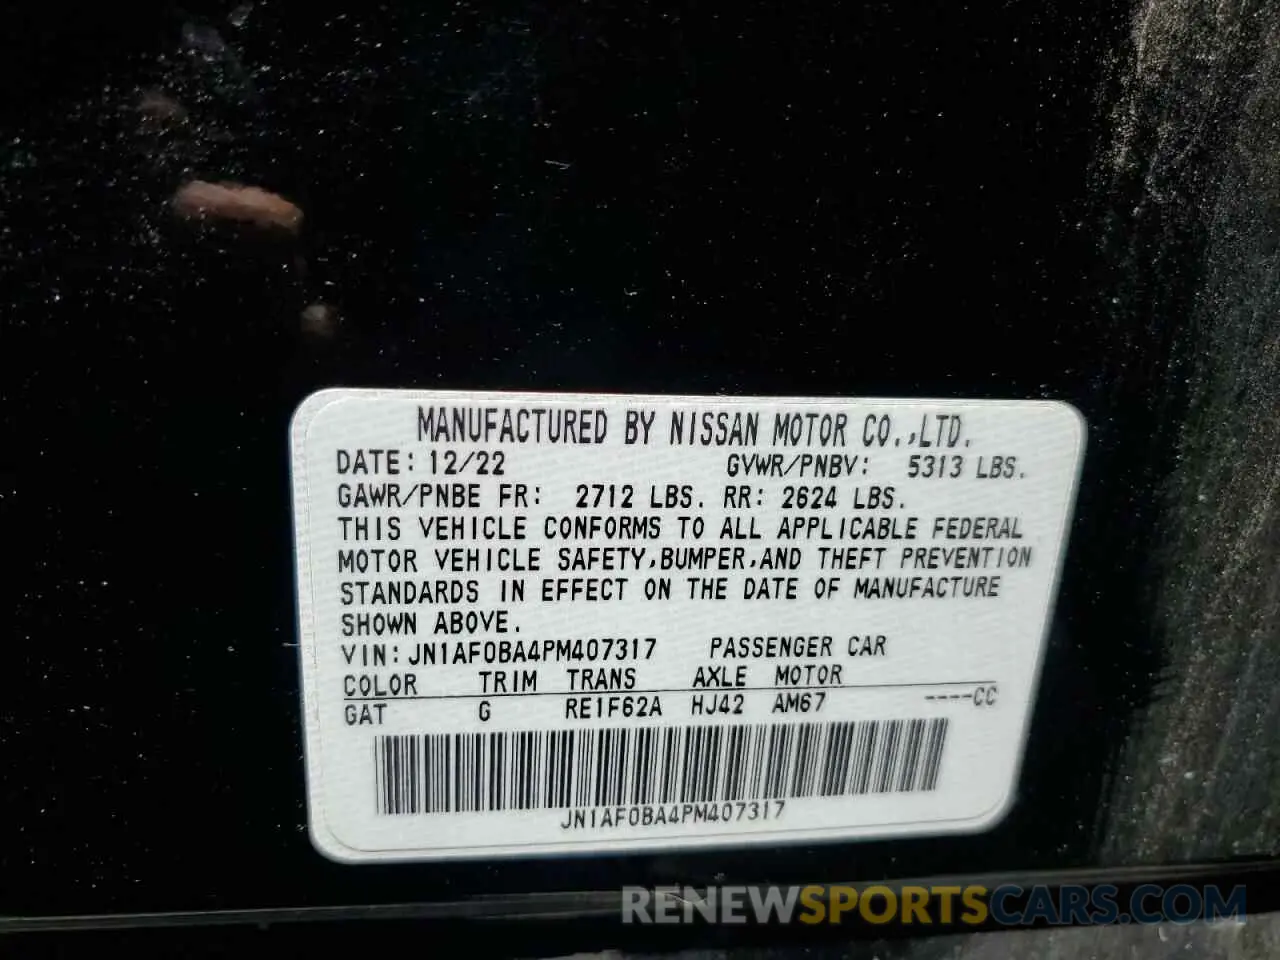 MANUFACTURED BY NISSAN MOTOR CO.,LTD.
DATE: 12/22 GVWR/PNBV: 5313 LBS.
GAWR/PNBE FR: 2712 LBS. RR: 2624 LBS.
THIS VEHICLE CONFORMS TO ALL APPLICABLE FEDERAL
MOTOR VEHICLE SAFETY,BUMPER,AND THEFT PREVENTION
STANDARDS IN EFFECT ON THE DATE OF MANUFACTURE
SHOWN ABOVE.
VIN: JN1AF0BA4PM407317 PASSENGER CAR
COLOR TRIM TRANS AXLE MOTOR
GAT G RE1F62A HJ42 AM67 ----CC
JN1AF0BA4PM407317
RENEWSPORTSCARS.COM